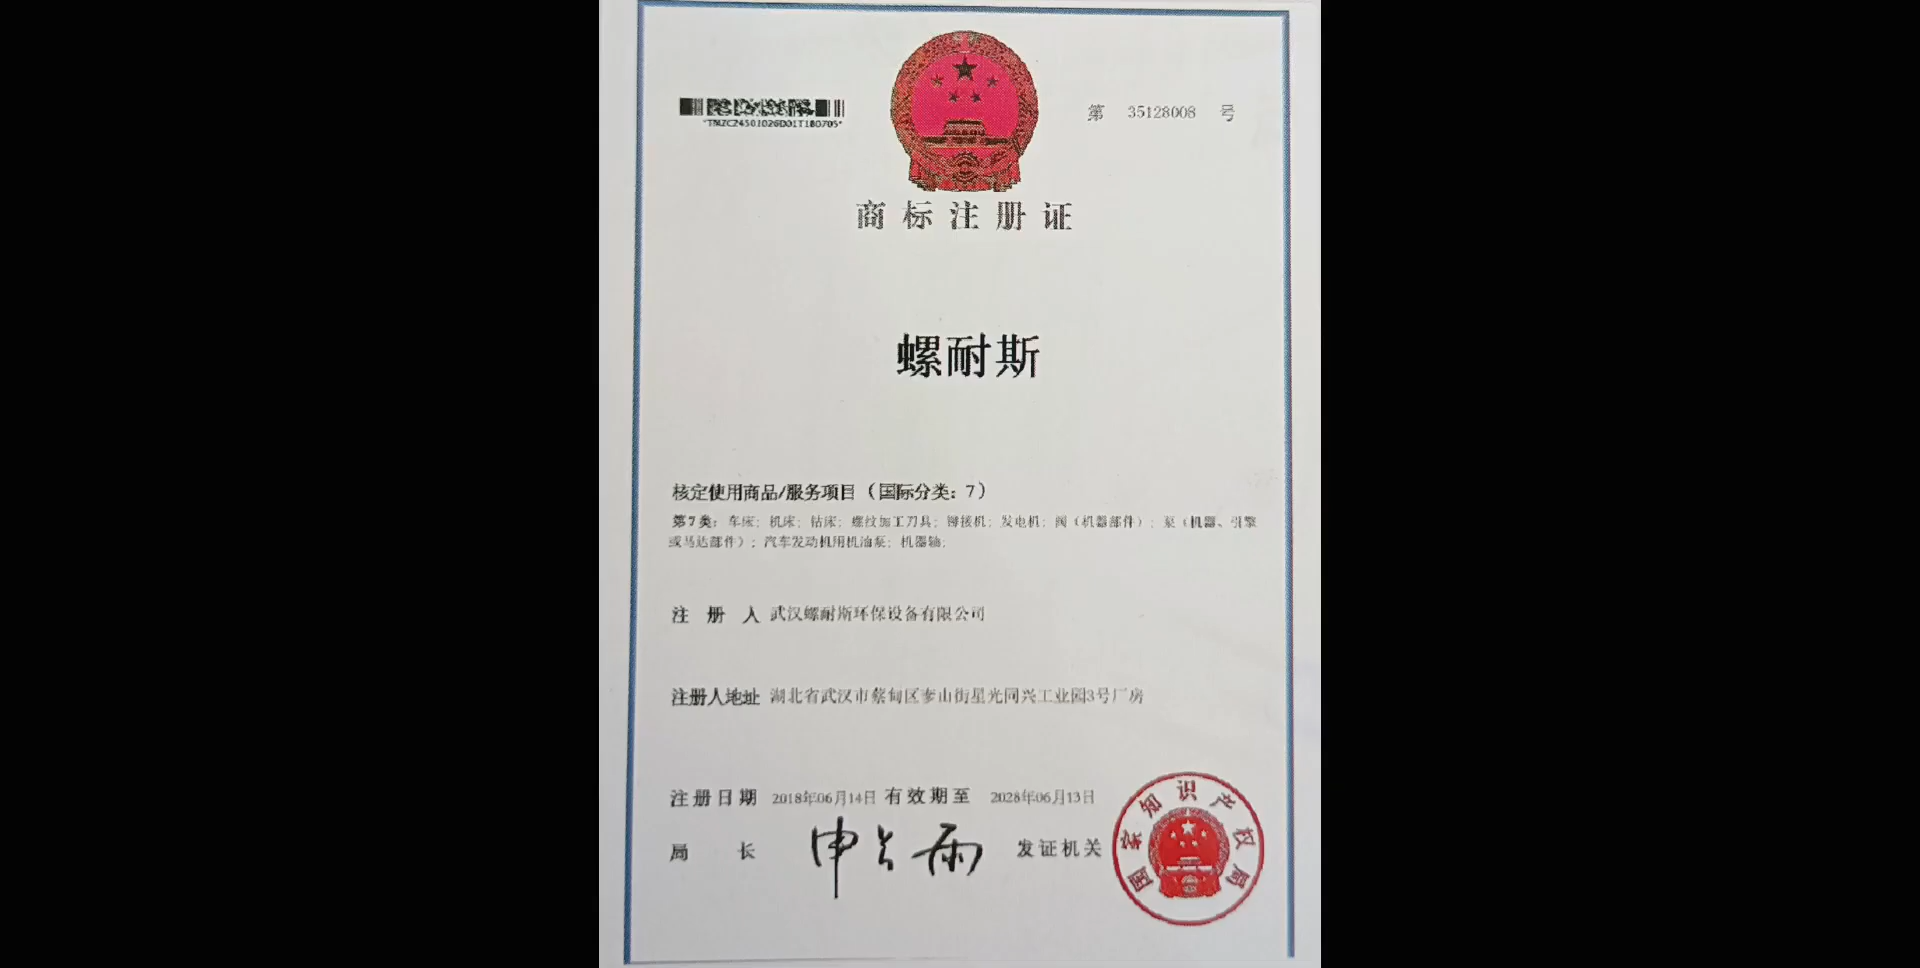 *TMZC24501026D01T180705*
第 35128008 号
商标注册证
螺耐斯
核定使用商品/服务项目（国际分类：7）
第7类：车床；机床；钻床；螺纹加工刀具；铆接机；发电机；阀（机器部件）；泵（机器、引擎
或马达部件）；汽车发动机用机油泵；机器轴；
注 册 人 武汉螺耐斯环保设备有限公司
注册人地址 湖北省武汉市蔡甸区奓山街星光同兴工业园3号厂房
注册日期 2018年06月14日 有效期至 2028年06月13日
局 长 申长雨 发证机关
国家知识产权局